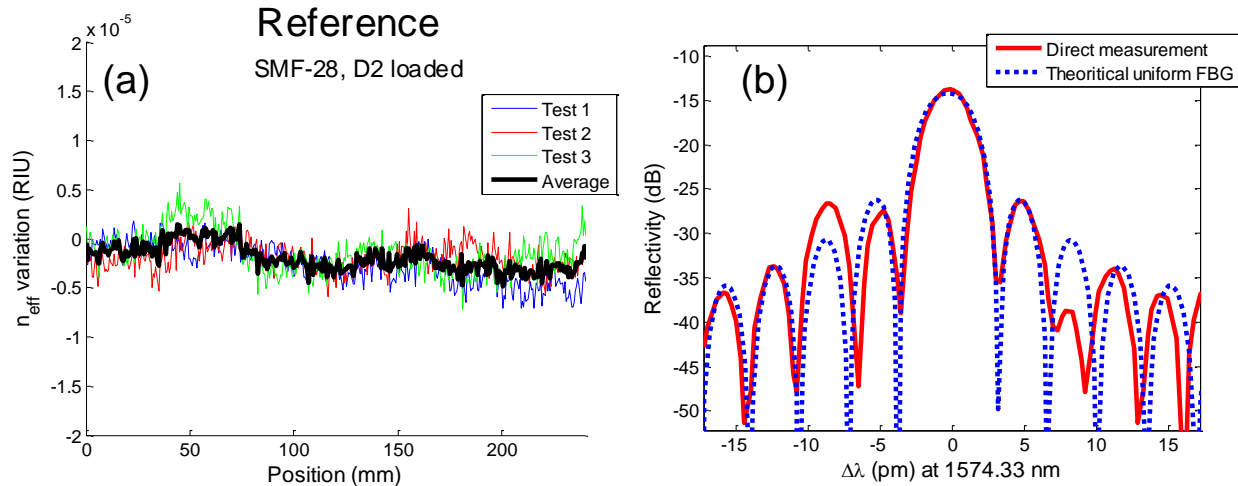 Reference
SMF-28, D2 loaded
(a)
x 10^-5
2
1.5
1
0.5
0
-0.5
-1
-1.5
-2
n_eff variation (RIU)
0
50
100
150
200
Position (mm)
Test 1
Test 2
Test 3
Average
(b)
Direct measurement
Theoritical uniform FBG
-10
-15
-20
-25
-30
-35
-40
-45
-50
Reflectivity (dB)
-15
-10
-5
0
5
10
15
Δλ (pm) at 1574.33 nm